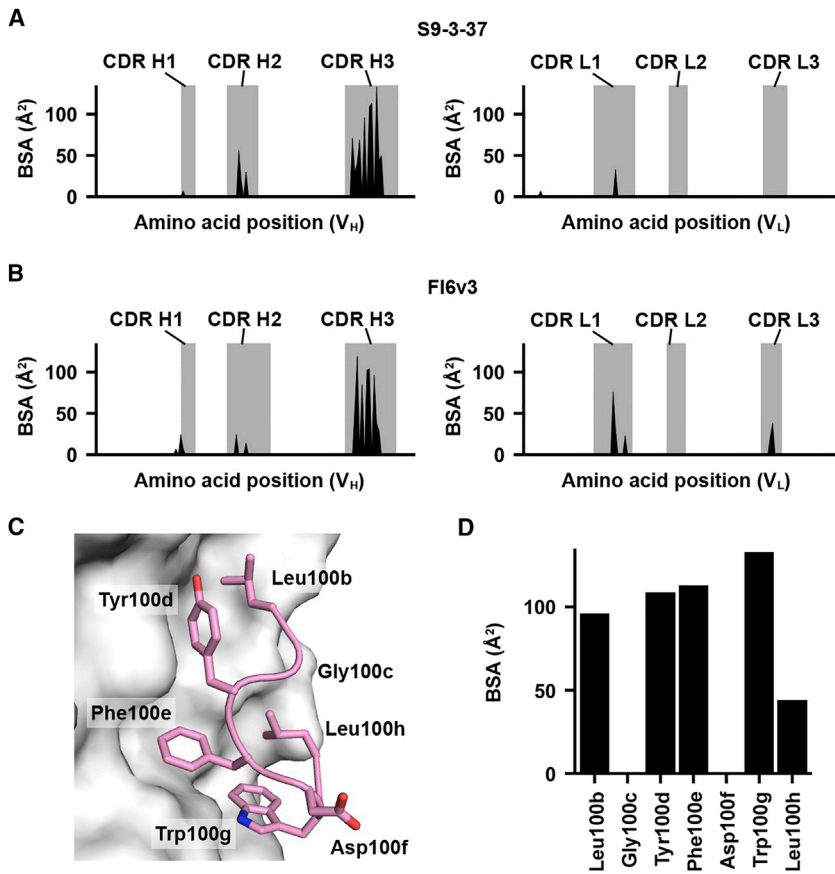 A
S9-3-37
CDR H1 CDR H2 CDR H3
BSA (Å²)
100
50
0
Amino acid position (VH)
CDR L1 CDR L2 CDR L3
BSA (Å²)
100
50
0
Amino acid position (VL)
B
FI6v3
CDR H1 CDR H2 CDR H3
BSA (Å²)
100
50
0
Amino acid position (VH)
CDR L1 CDR L2 CDR L3
BSA (Å²)
100
50
0
Amino acid position (VL)
C
Leu100b
Tyr100d
Gly100c
Phe100e
Leu100h
Trp100g
Asp100f
D
BSA (Å²)
100
50
0
Leu100b
Gly100c
Tyr100d
Phe100e
Asp100f
Trp100g
Leu100h